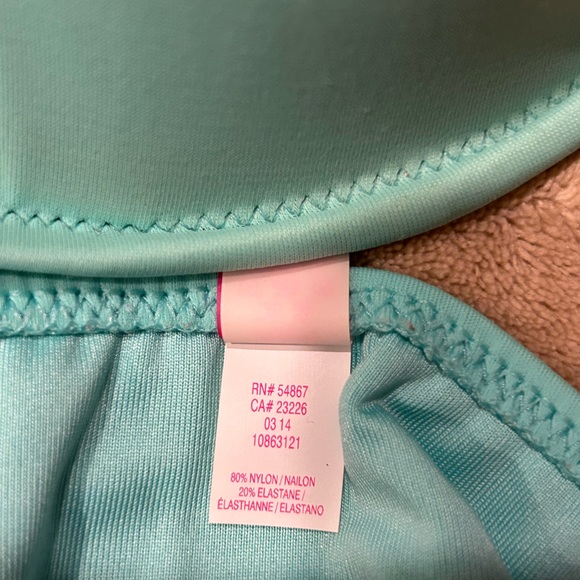 RN# 54867
CA# 23226
03 14
10863121
80% NYLON / NAILON
20% ELASTANE /
ÉLASTHANNE / ELASTANO